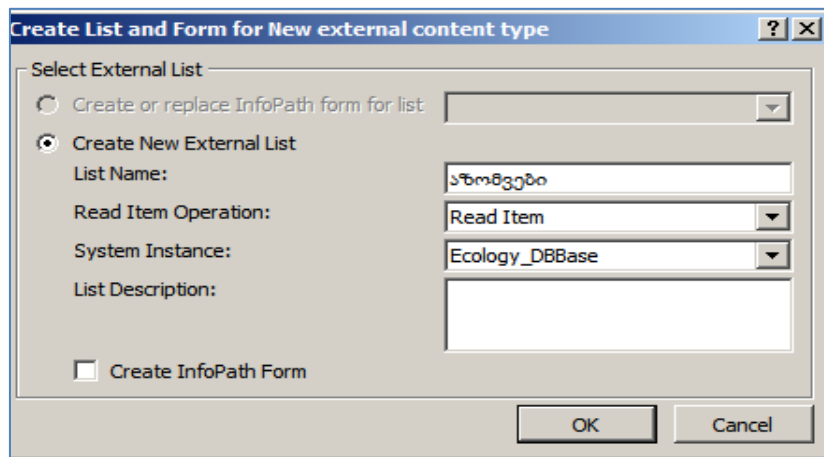 Create List and Form for New external content type
Select External List
Create or replace InfoPath form for list
Create New External List
List Name: აზომვები
Read Item Operation: Read Item
System Instance: Ecology_DBBase
List Description:
Create InfoPath Form
OK Cancel